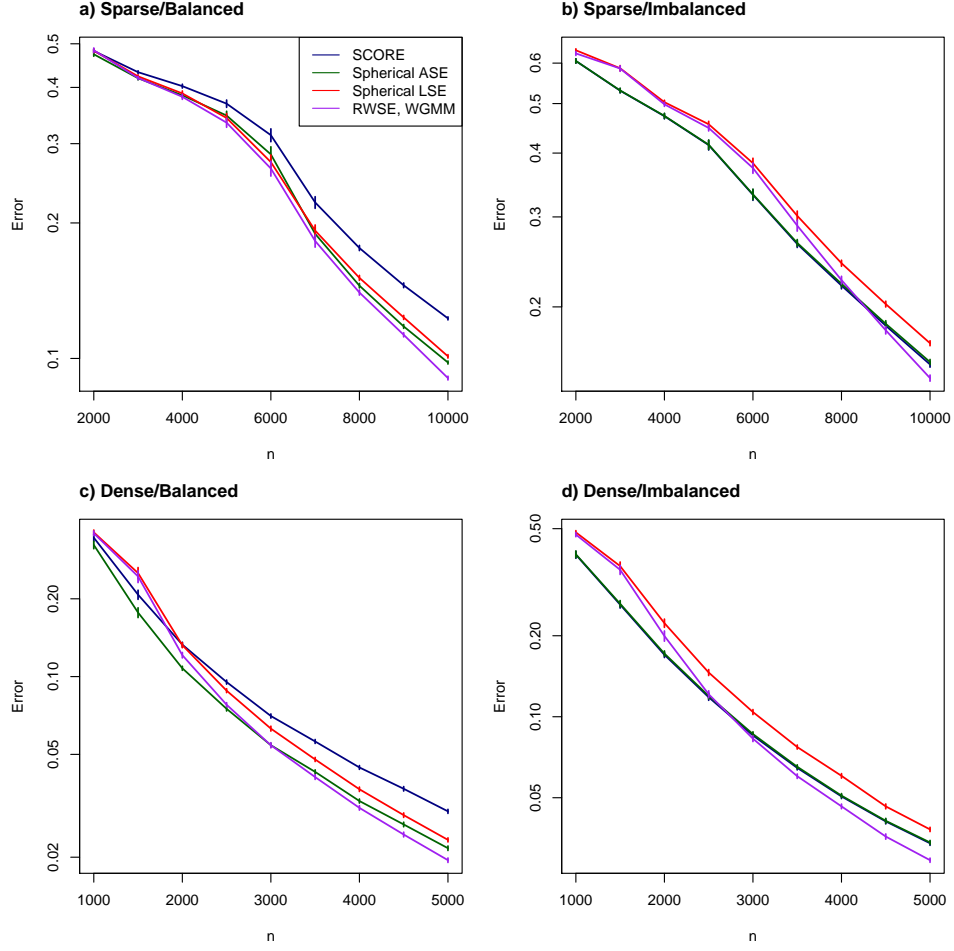 a) Sparse/Balanced
Error
0.5
0.4
0.3
0.2
0.1
SCORE
Spherical ASE
Spherical LSE
RWSE, WGMM
2000 4000 6000 8000 10000
n
b) Sparse/Imbalanced
Error
0.6
0.5
0.4
0.3
0.2
2000 4000 6000 8000 10000
n
c) Dense/Balanced
Error
0.20
0.10
0.05
0.02
1000 2000 3000 4000 5000
n
d) Dense/Imbalanced
Error
0.50
0.20
0.10
0.05
1000 2000 3000 4000 5000
n